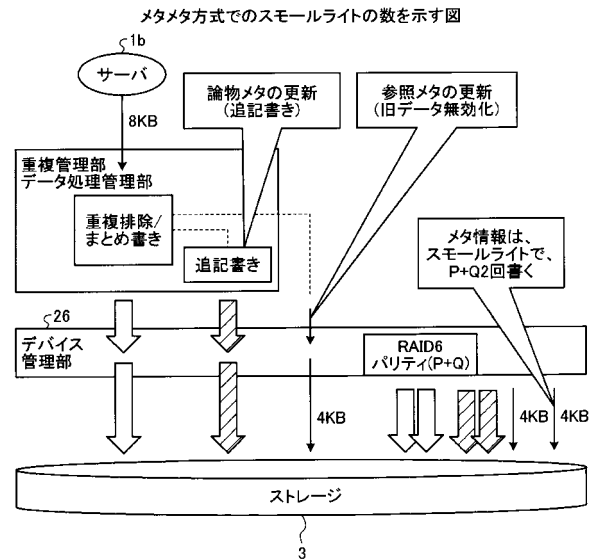 メタメタ方式でのスモールライトの数を示す図
1b
サーバ
8KB
論物メタの更新
(追記書き)
参照メタの更新
(旧データ無効化)
重複管理部
データ処理管理部
重複排除/
まとめ書き
追記書き
メタ情報は、
スモールライトで、
P+Q2回書く
26
デバイス
管理部
RAID6
パリティ(P+Q)
4KB
4KB
4KB
ストレージ
3